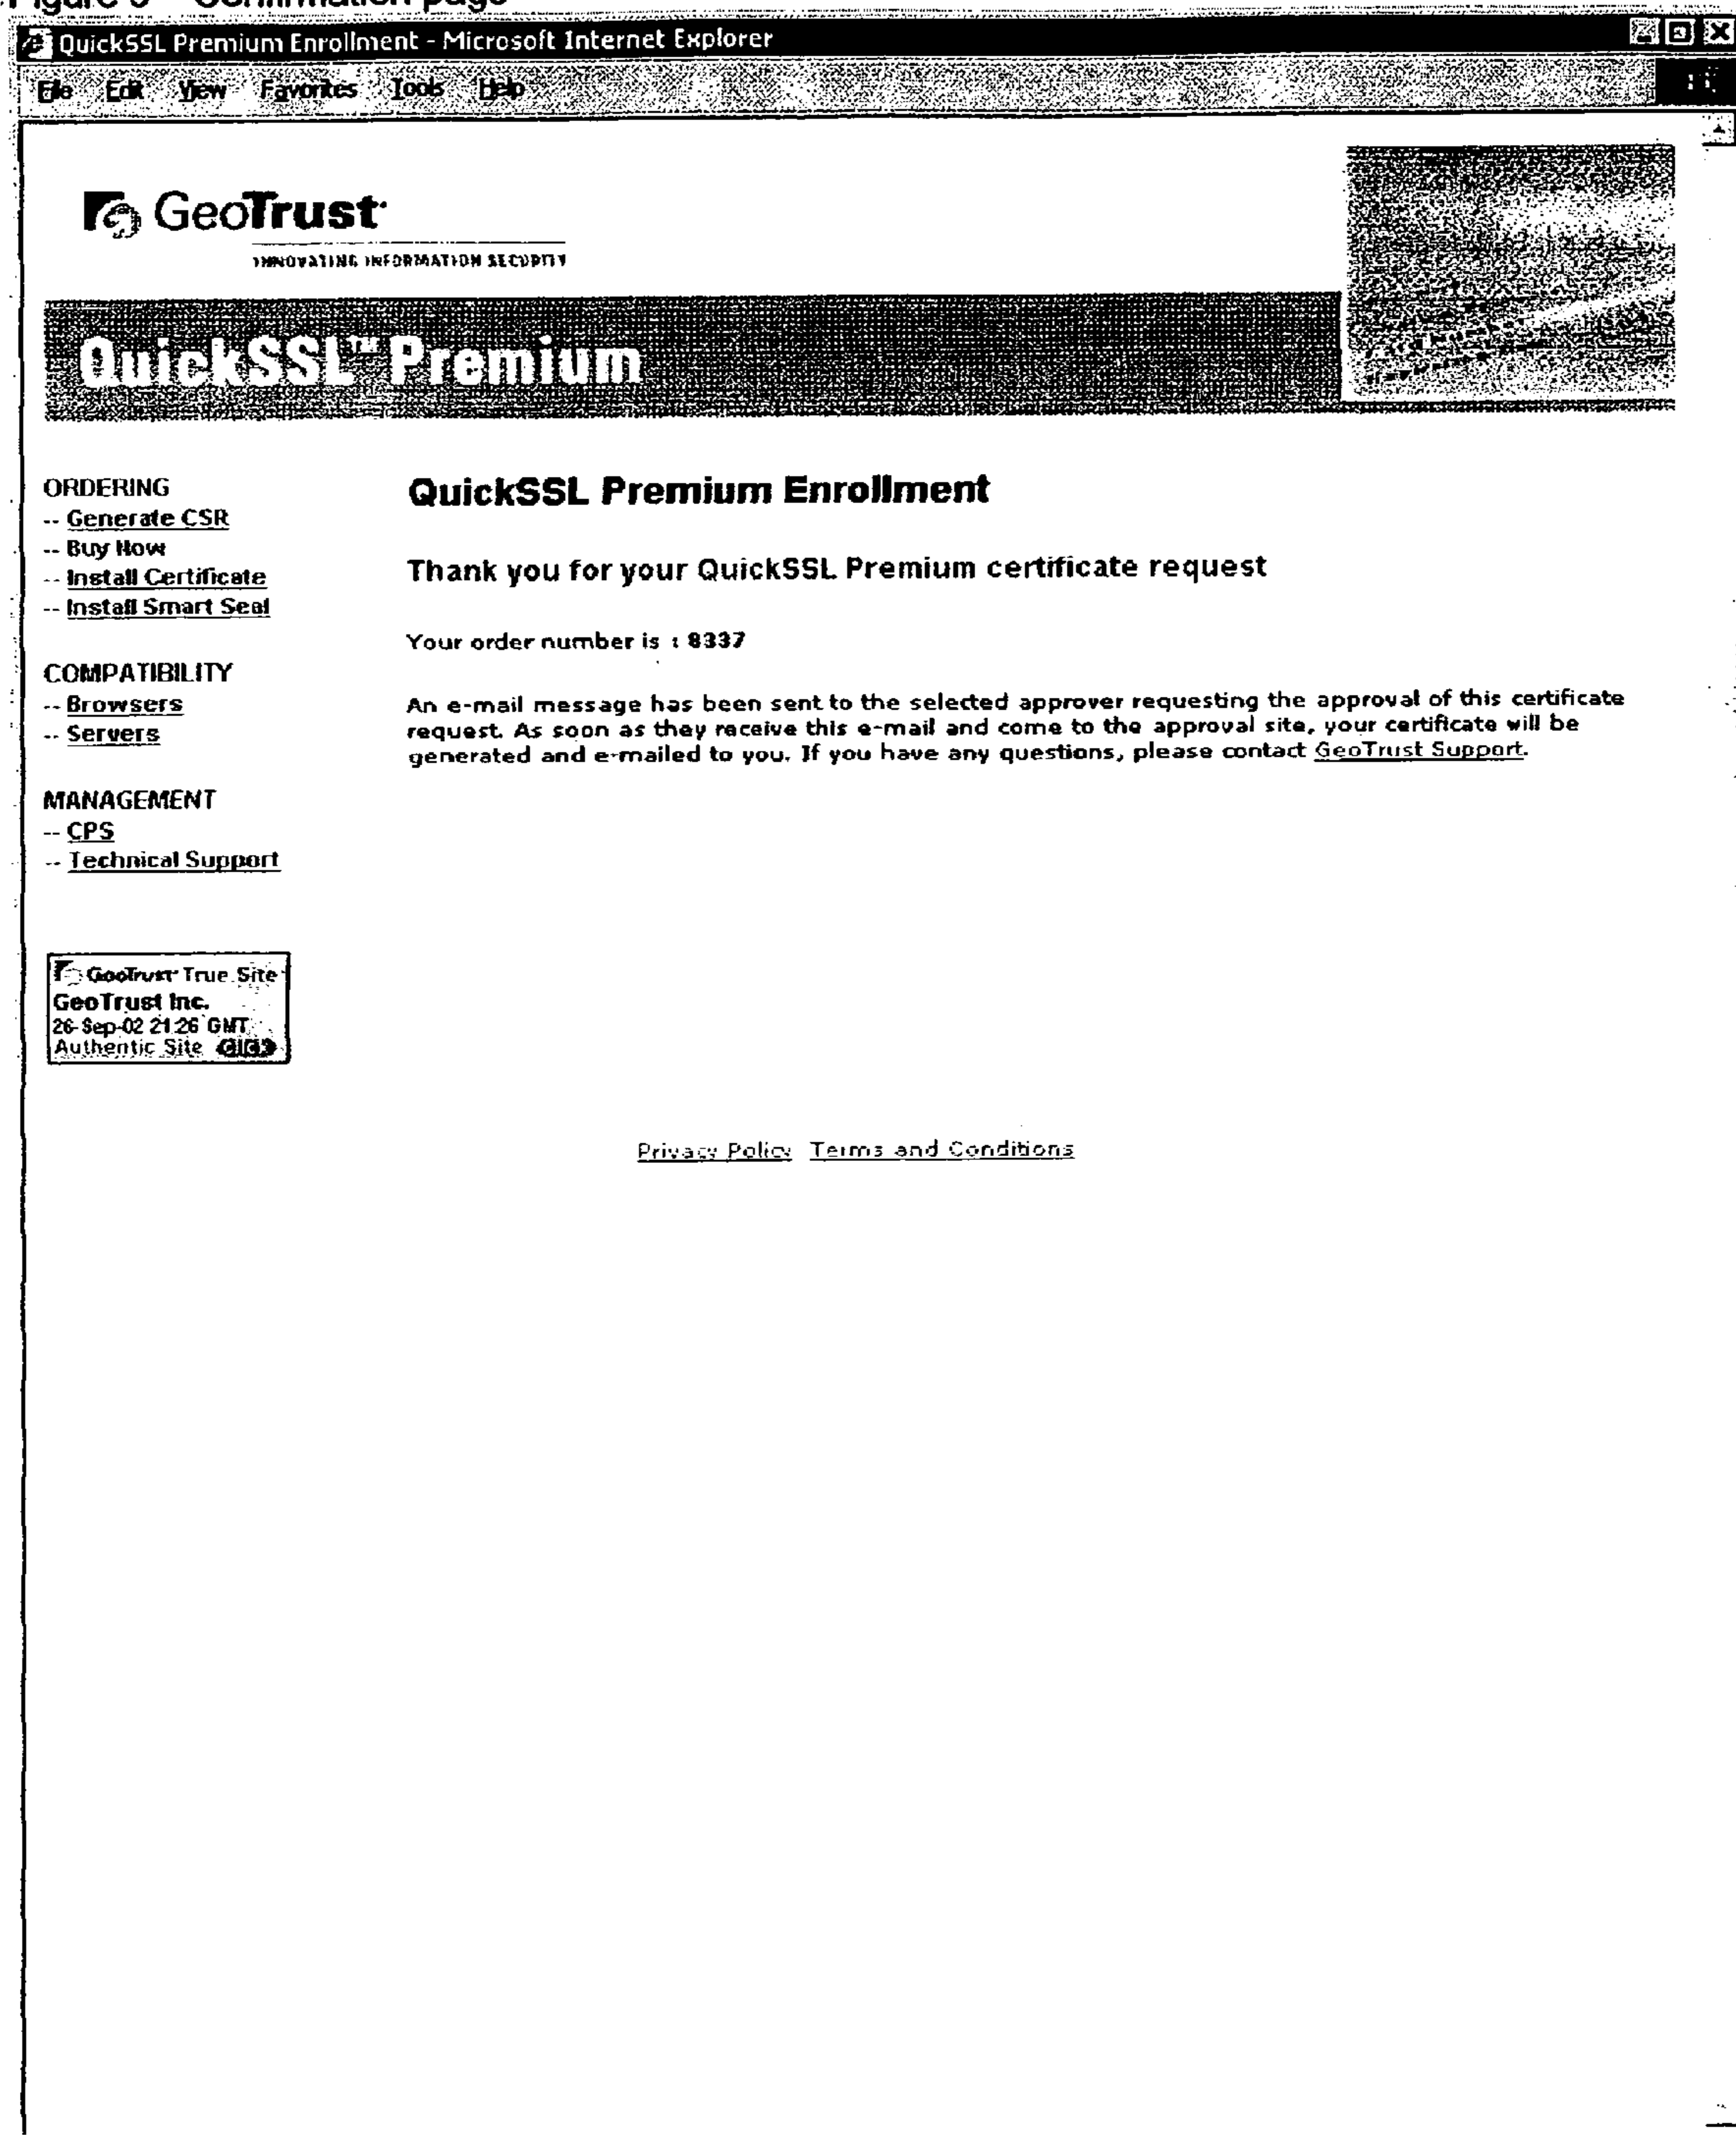 Confirmation page
QuickSSL Premium Enrollment - Microsoft Internet Explorer
File Edit View Favorites Tools Help
GeoTrust
INNOVATING INFORMATION SECURITY
QuickSSL™ Premium
ORDERING
-- Generate CSR
-- Buy Now
-- Install Certificate
-- Install Smart Seal
COMPATIBILITY
-- Browsers
-- Servers
MANAGEMENT
-- CPS
-- Technical Support
GeoTrust True Site
GeoTrust Inc.
26-Sep-02 21:26 GMT
Authentic Site
QuickSSL Premium Enrollment
Thank you for your QuickSSL Premium certificate request
Your order number is : 8337
An e-mail message has been sent to the selected approver requesting the approval of this certificate
request. As soon as they receive this e-mail and come to the approval site, your certificate will be
generated and e-mailed to you. If you have any questions, please contact GeoTrust Support.
Privacy Policy Terms and Conditions